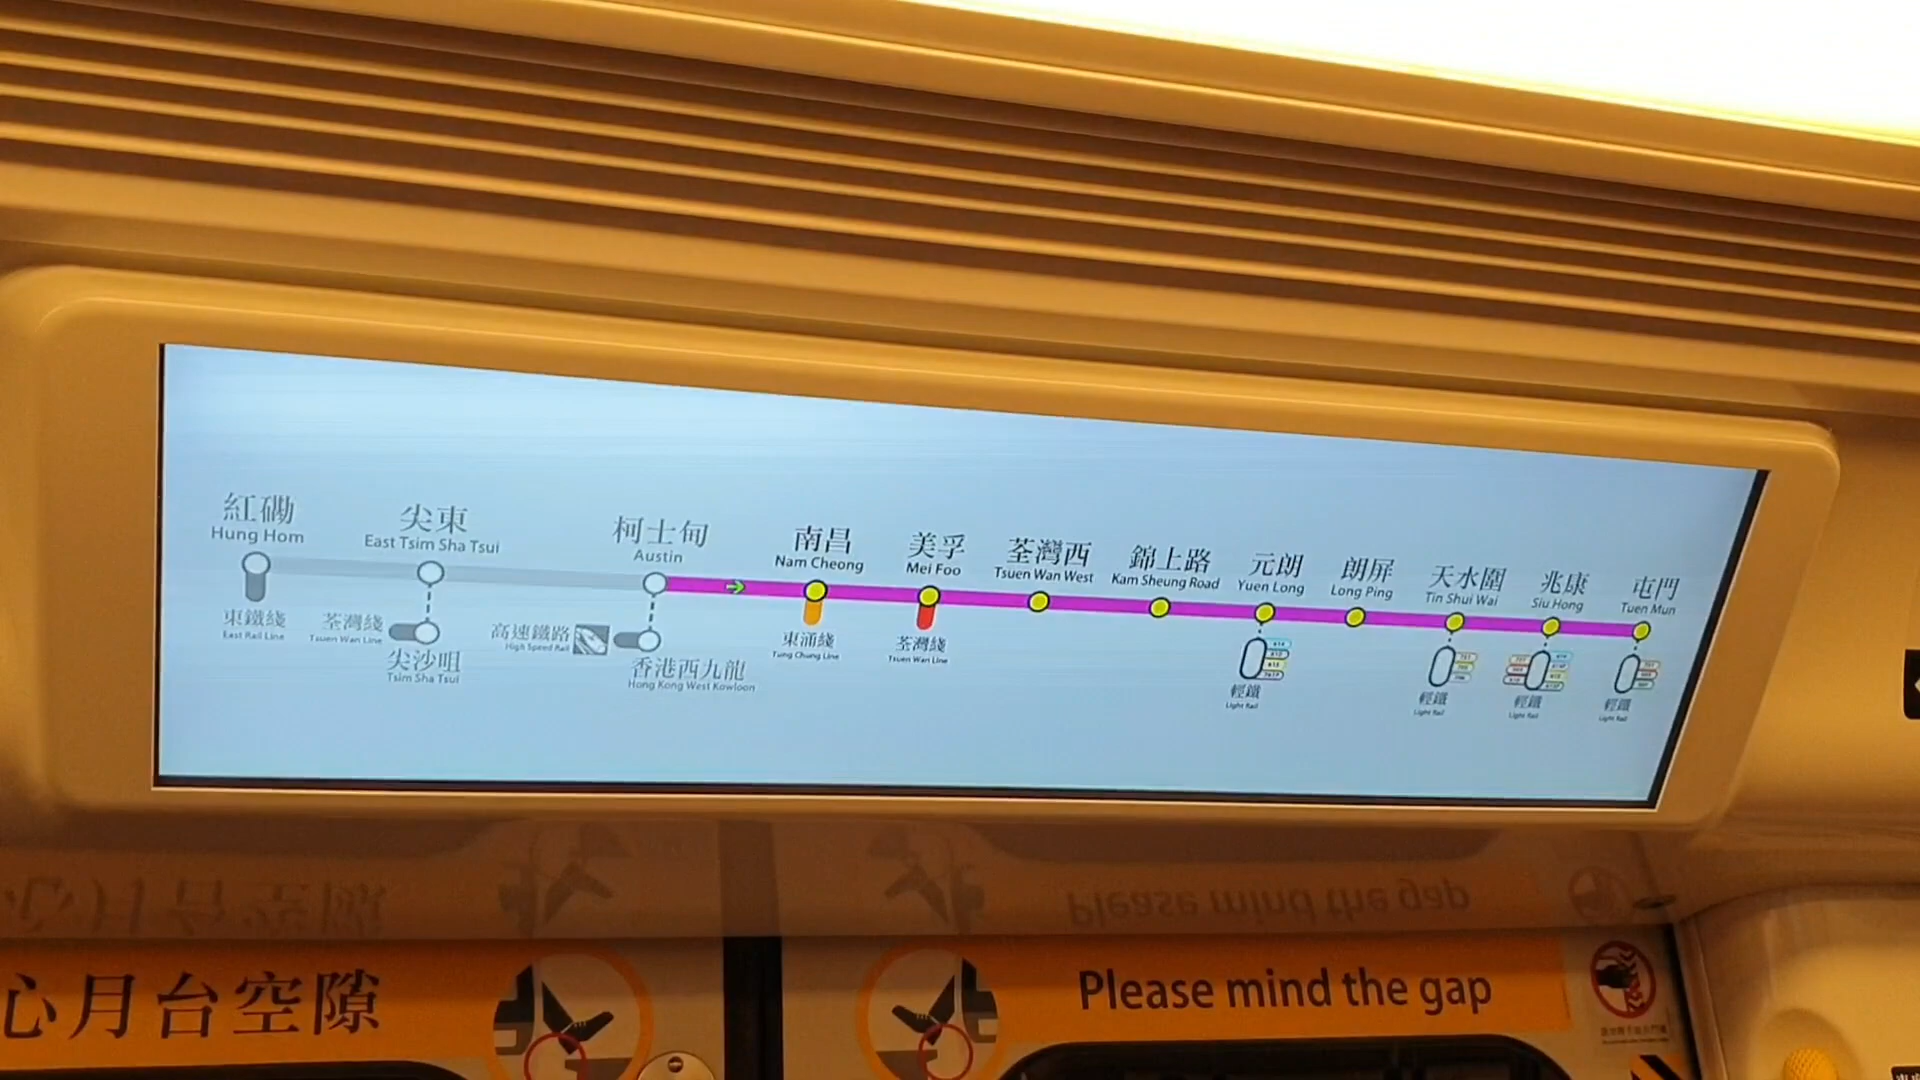 紅磡
Hung Hom
東鐵綫
East Rail Line
尖東
East Tsim Sha Tsui
荃灣綫
Tsuen Wan Line
尖沙咀
Tsim Sha Tsui
柯士甸
Austin
高速鐵路
High Speed Rail
香港西九龍
Hong Kong West Kowloon
南昌
Nam Cheong
東涌綫
Tung Chung Line
美孚
Mei Foo
荃灣綫
Tsuen Wan Line
荃灣西
Tsuen Wan West
錦上路
Kam Sheung Road
元朗
Yuen Long
輕鐵
Light Rail
朗屏
Long Ping
天水圍
Tin Shui Wai
輕鐵
Light Rail
兆康
Siu Hong
輕鐵
Light Rail
屯門
Tuen Mun
輕鐵
Light Rail
心月台空隙
Please mind the gap